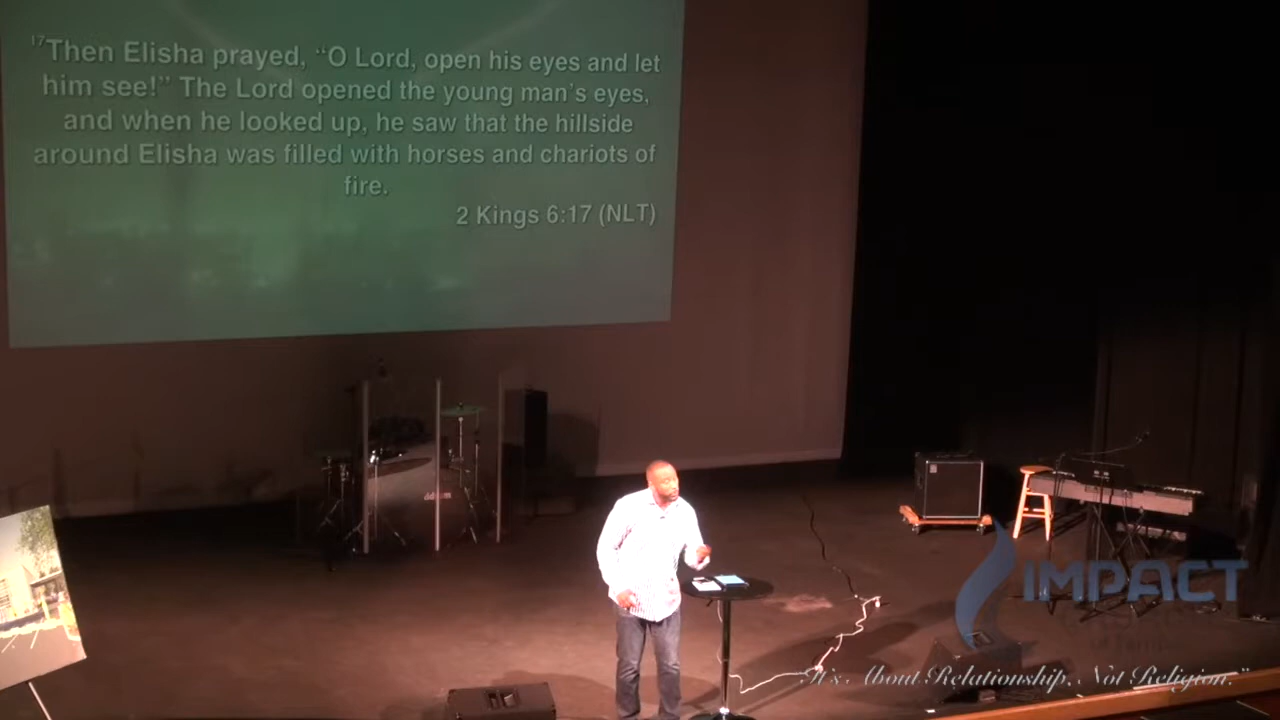 ¹⁷Then Elisha prayed, “O Lord, open his eyes and let
him see!” The Lord opened the young man’s eyes,
and when he looked up, he saw that the hillside
around Elisha was filled with horses and chariots of
fire.
2 Kings 6:17 (NLT)
ddrum
IMPACT
"It's About Relationship, Not Religion."